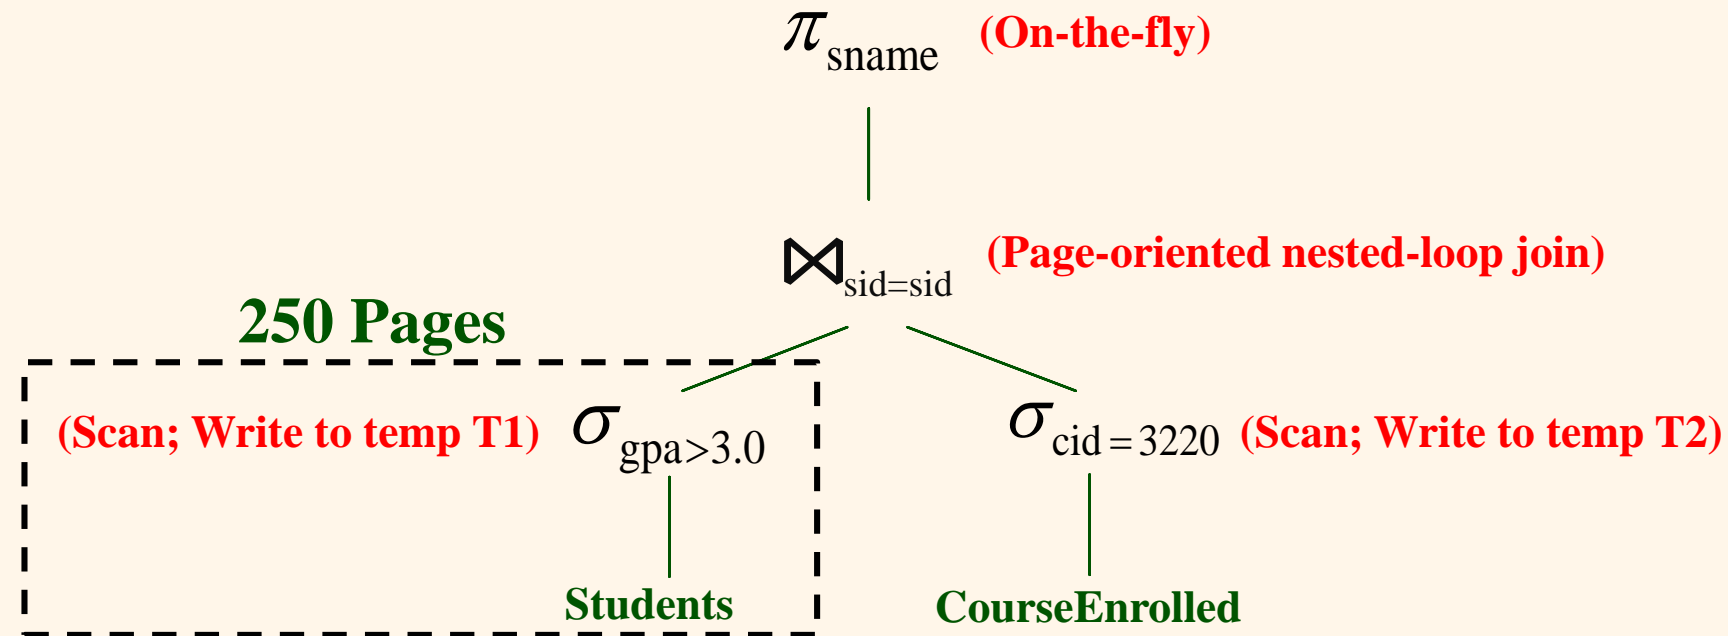 π sname (On-the-fly)
⋈ sid=sid (Page-oriented nested-loop join)
250 Pages
(Scan; Write to temp T1) σ gpa>3.0 σ cid = 3220 (Scan; Write to temp T2)
Students CourseEnrolled